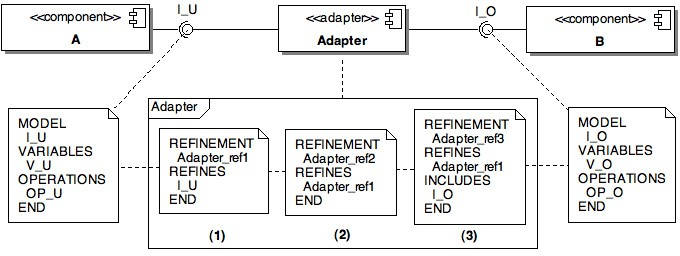 I_U
I_O
<<component>>
A
<<adapter>>
Adapter
<<component>>
B
Adapter
MODEL
I_U
VARIABLES
V_U
OPERATIONS
OP_U
END
REFINEMENT
Adapter_ref1
REFINES
I_U
END
(1)
REFINEMENT
Adapter_ref2
REFINES
Adapter_ref1
END
(2)
REFINEMENT
Adapter_ref3
REFINES
Adapter_ref1
INCLUDES
I_O
END
(3)
MODEL
I_O
VARIABLES
V_O
OPERATIONS
OP_O
END